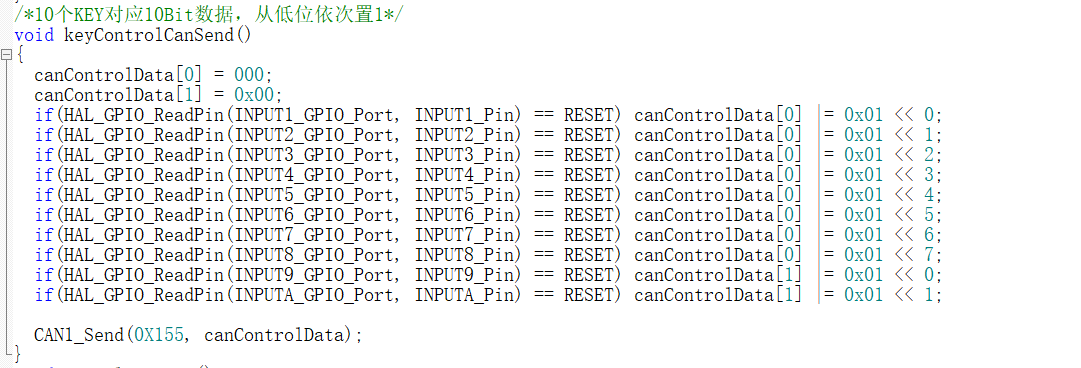 /*10个KEY对应10Bit数据，从低位依次置1*/
void keyControlCanSend()
{
  canControlData[0] = 000;
  canControlData[1] = 0x00;
  if(HAL_GPIO_ReadPin(INPUT1_GPIO_Port, INPUT1_Pin) == RESET) canControlData[0] |= 0x01 << 0;
  if(HAL_GPIO_ReadPin(INPUT2_GPIO_Port, INPUT2_Pin) == RESET) canControlData[0] |= 0x01 << 1;
  if(HAL_GPIO_ReadPin(INPUT3_GPIO_Port, INPUT3_Pin) == RESET) canControlData[0] |= 0x01 << 2;
  if(HAL_GPIO_ReadPin(INPUT4_GPIO_Port, INPUT4_Pin) == RESET) canControlData[0] |= 0x01 << 3;
  if(HAL_GPIO_ReadPin(INPUT5_GPIO_Port, INPUT5_Pin) == RESET) canControlData[0] |= 0x01 << 4;
  if(HAL_GPIO_ReadPin(INPUT6_GPIO_Port, INPUT6_Pin) == RESET) canControlData[0] |= 0x01 << 5;
  if(HAL_GPIO_ReadPin(INPUT7_GPIO_Port, INPUT7_Pin) == RESET) canControlData[0] |= 0x01 << 6;
  if(HAL_GPIO_ReadPin(INPUT8_GPIO_Port, INPUT8_Pin) == RESET) canControlData[0] |= 0x01 << 7;
  if(HAL_GPIO_ReadPin(INPUT9_GPIO_Port, INPUT9_Pin) == RESET) canControlData[1] |= 0x01 << 0;
  if(HAL_GPIO_ReadPin(INPUTA_GPIO_Port, INPUTA_Pin) == RESET) canControlData[1] |= 0x01 << 1;
  CAN1_Send(0X155, canControlData);
}